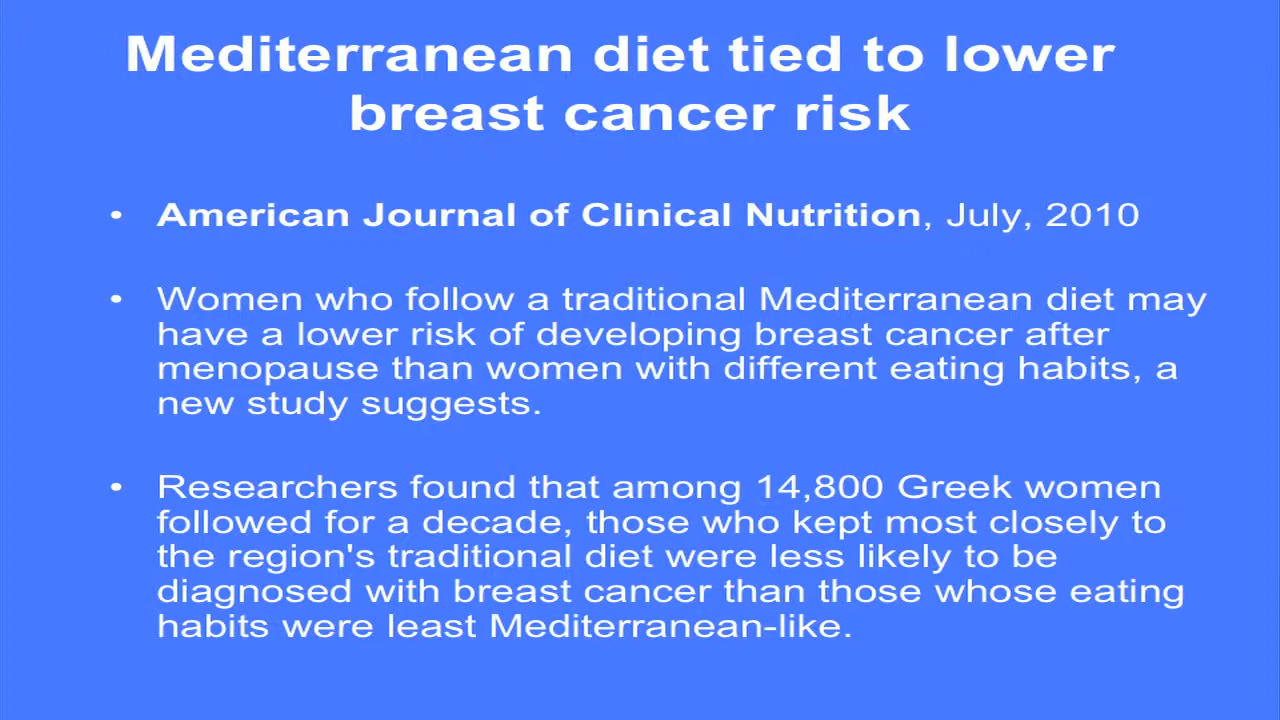 Mediterranean diet tied to lower
breast cancer risk
• American Journal of Clinical Nutrition, July, 2010
• Women who follow a traditional Mediterranean diet may
have a lower risk of developing breast cancer after
menopause than women with different eating habits, a
new study suggests.
• Researchers found that among 14,800 Greek women
followed for a decade, those who kept most closely to
the region's traditional diet were less likely to be
diagnosed with breast cancer than those whose eating
habits were least Mediterranean-like.